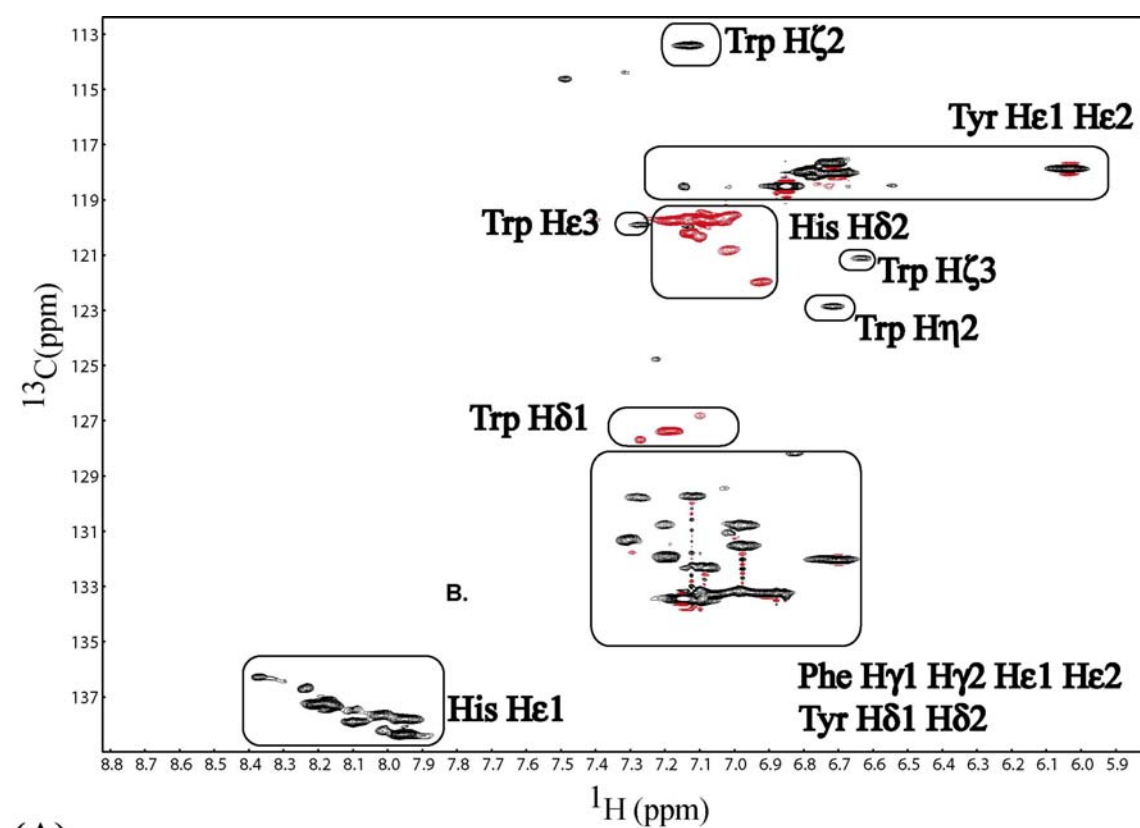 113
Trp Hζ2
115
Tyr Hε1 Hε2
117
119
Trp Hε3
His Hδ2
121
Trp Hζ3
123
Trp Hη2
13C(ppm)
125
127
Trp Hδ1
129
131
133
B.
135
Phe Hγ1 Hγ2 Hε1 Hε2
Tyr Hδ1 Hδ2
137
His Hε1
8.8 8.7 8.6 8.5 8.4 8.3 8.2 8.1 8.0 7.9 7.8 7.7 7.6 7.5 7.4 7.3 7.2 7.1 7.0 6.9 6.8 6.7 6.6 6.5 6.4 6.3 6.2 6.1 6.0 5.9
1H (ppm)
(A)